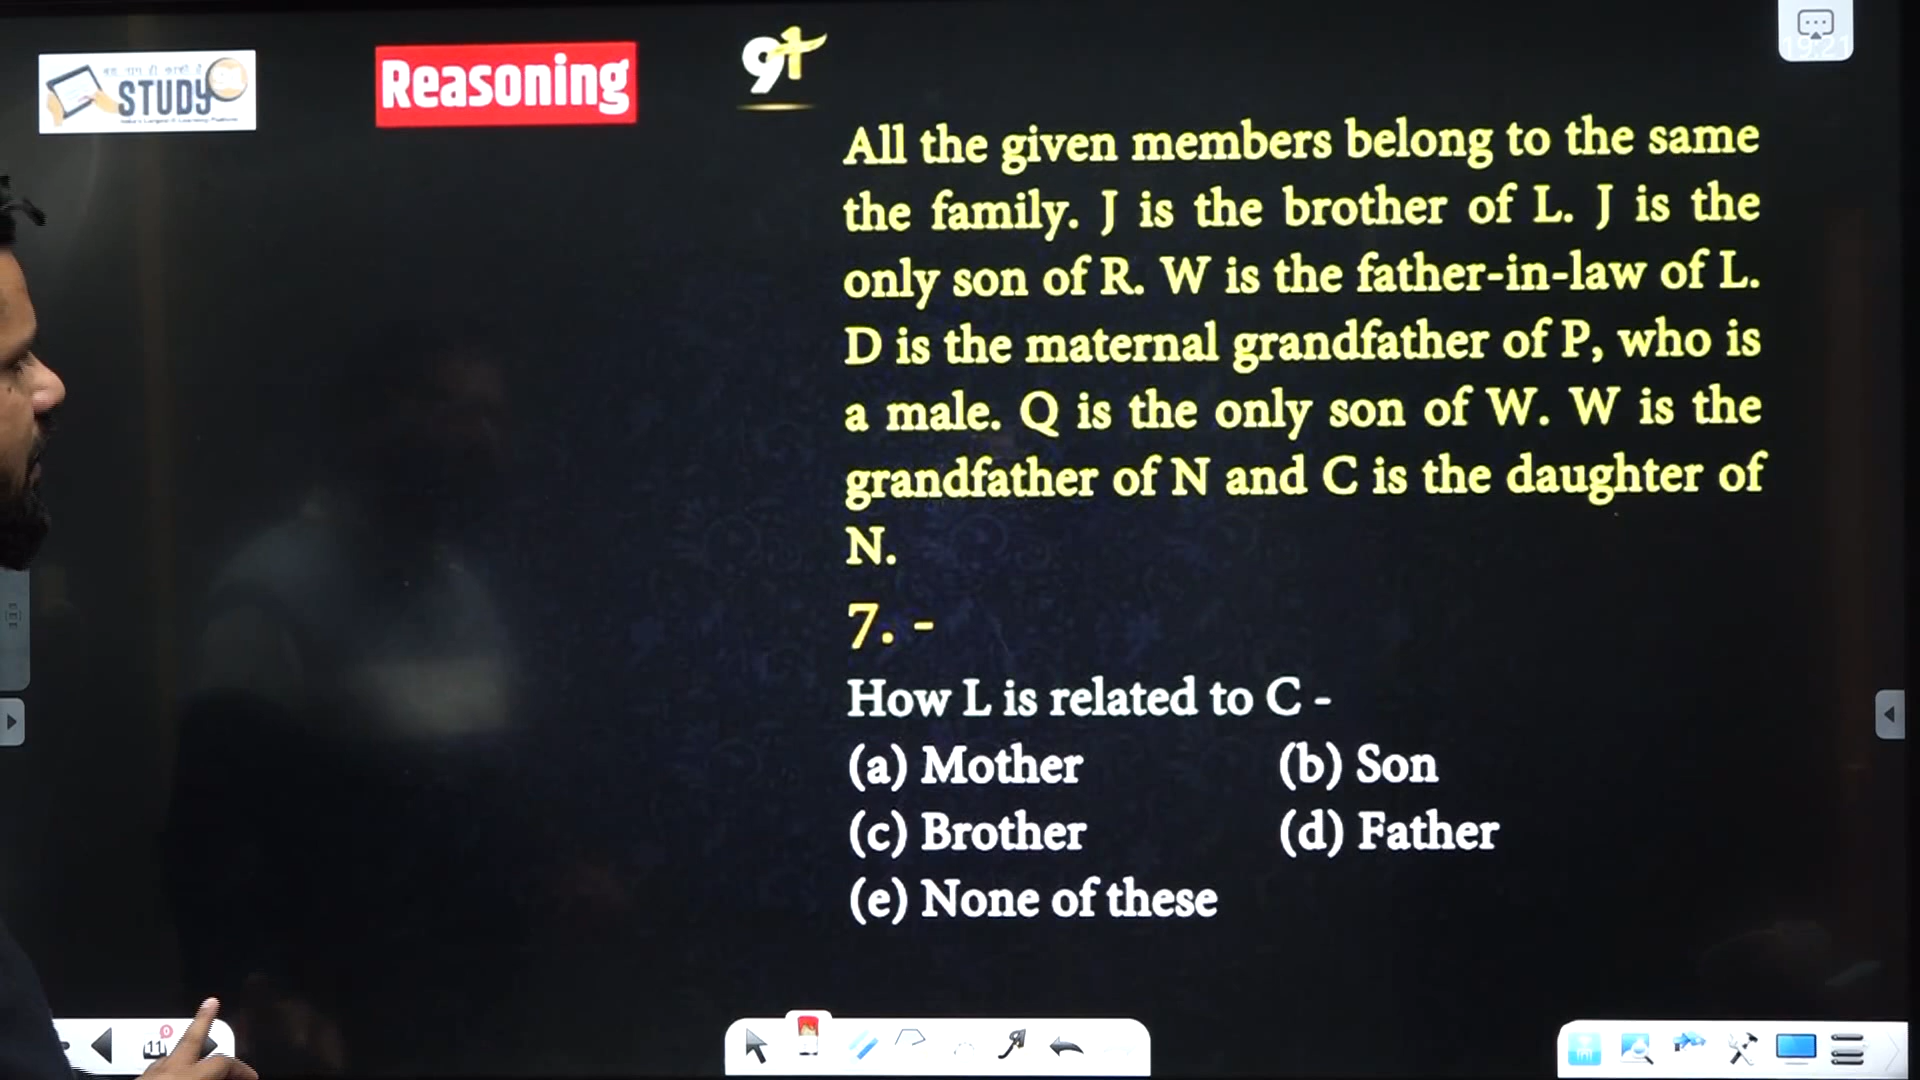 STUDY
Reasoning
91
19:21
All the given members belong to the same
the family. J is the brother of L. J is the
only son of R. W is the father-in-law of L.
D is the maternal grandfather of P, who is
a male. Q is the only son of W. W is the
grandfather of N and C is the daughter of
N.
7. -
How L is related to C -
(a) Mother
(b) Son
(c) Brother
(d) Father
(e) None of these